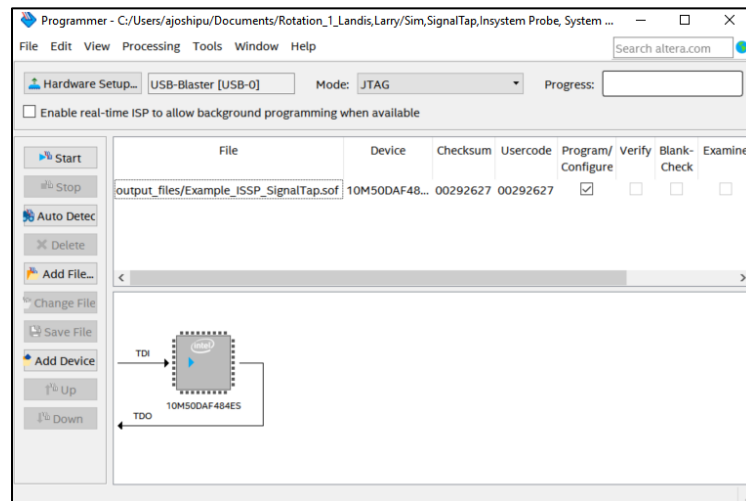 Programmer - C:/Users/ajoshipu/Documents/Rotation_1_Landis,Larry/Sim,SignalTap,Insystem Probe, System ...
File Edit View Processing Tools Window Help
Search altera.com
Hardware Setup... USB-Blaster [USB-0] Mode: JTAG Progress:
Enable real-time ISP to allow background programming when available
Start
Stop
Auto Detec
Delete
Add File...
Change File
Save File
Add Device
Up
Down
File Device Checksum Usercode Program/ Verify Blank- Examine
Configure Check
output_files/Example_ISSP_SignalTap.sof 10M50DAF48... 00292627 00292627
TDI
intel
10M50DAF484ES
TDO